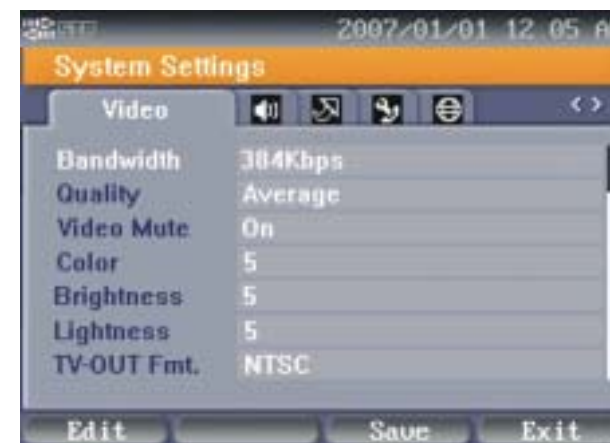 2007/01/01 12 05 A
System Settings
Video
Bandwidth 384Kbps
Quality Average
Video Mute On
Color 5
Brightness 5
Lightness 5
TV-OUT Fmt. NTSC
Edit Save Exit